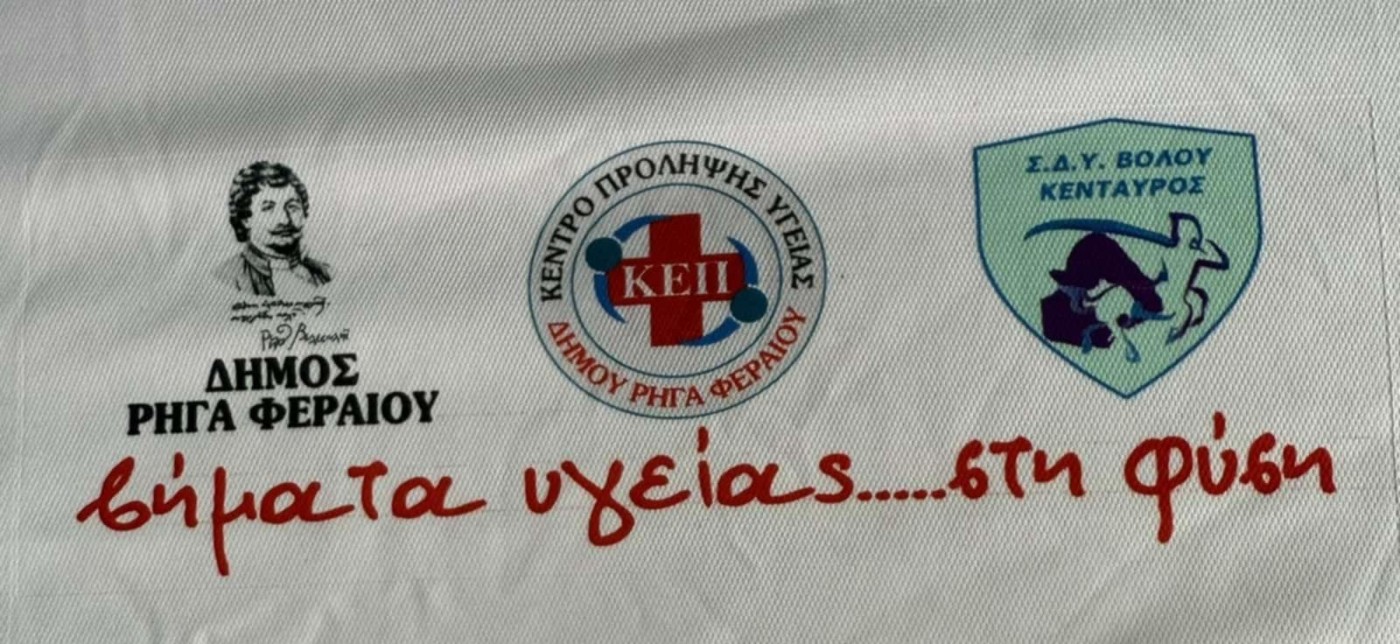 ΔΗΜΟΣ
ΡΗΓΑ ΦΕΡΑΙΟΥ
ΚΕΝΤΡΟ ΠΡΟΛΗΨΗΣ ΥΓΕΙΑΣ
ΚΕΠ
ΔΗΜΟΥ ΡΗΓΑ ΦΕΡΑΙΟΥ
Σ.Δ.Υ. ΒΟΛΟΥ
ΚΕΝΤΑΥΡΟΣ
βήματα υγείας.....στη φύση